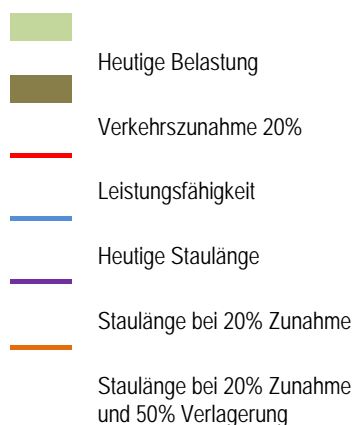 Heutige Belastung
Verkehrszunahme 20%
Leistungsfähigkeit
Heutige Staulänge
Staulänge bei 20% Zunahme
Staulänge bei 20% Zunahme
und 50% Verlagerung